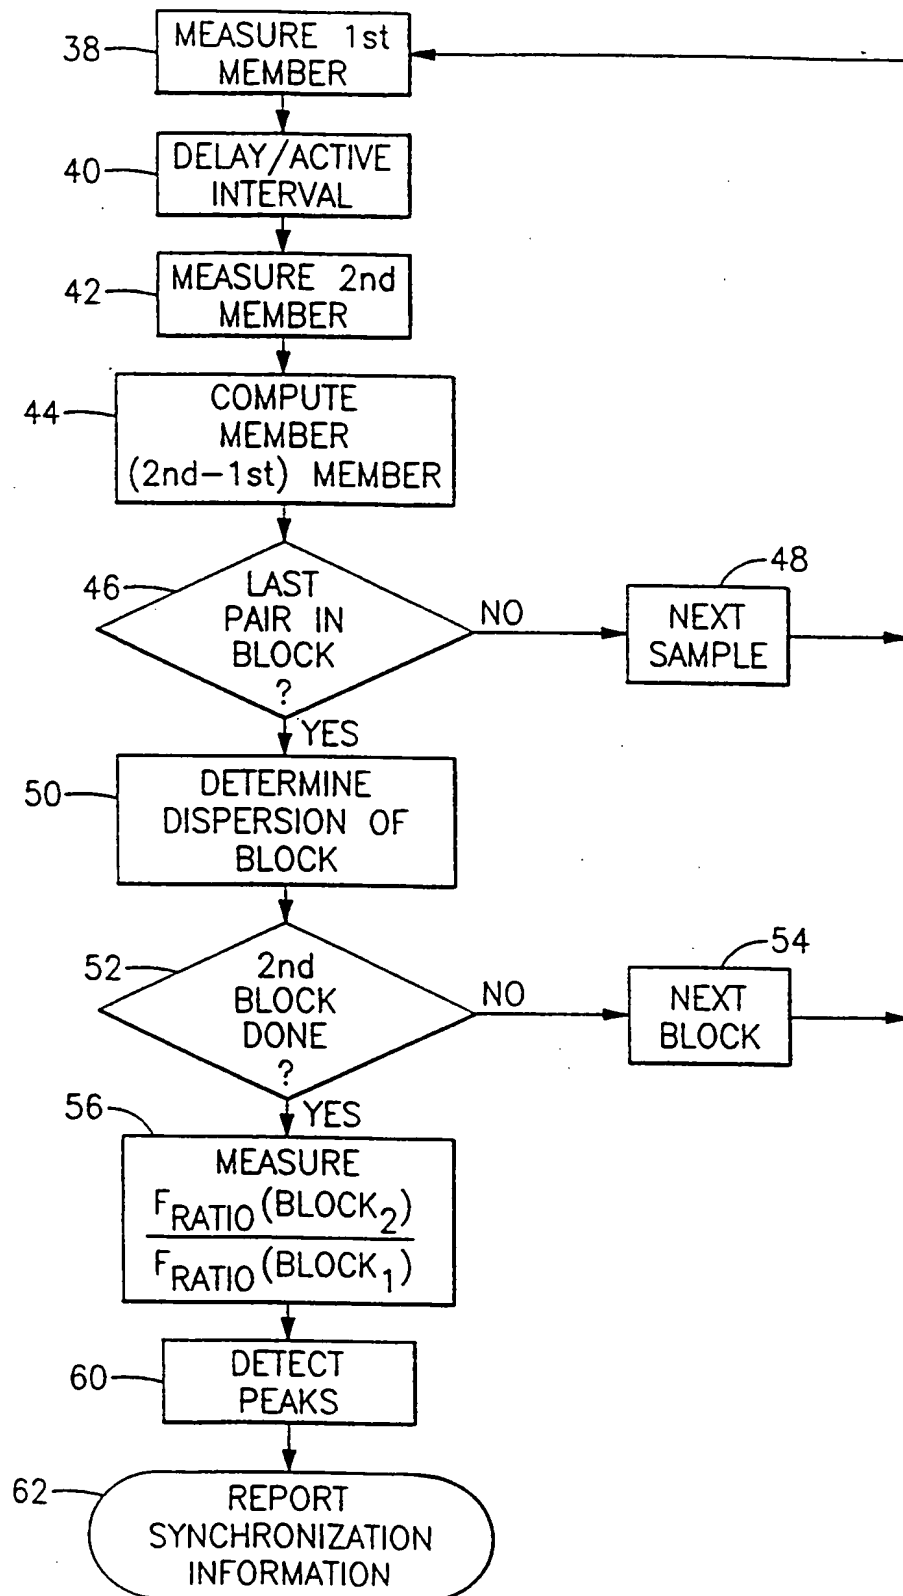 38
MEASURE 1st
MEMBER
40
DELAY/ACTIVE
INTERVAL
42
MEASURE 2nd
MEMBER
44
COMPUTE
MEMBER
(2nd-1st) MEMBER
46
LAST
PAIR IN
BLOCK
?
NO
48
NEXT
SAMPLE
YES
50
DETERMINE
DISPERSION OF
BLOCK
52
2nd
BLOCK
DONE
?
NO
54
NEXT
BLOCK
YES
56
MEASURE
FRATIO(BLOCK2)
FRATIO(BLOCK1)
60
DETECT
PEAKS
62
REPORT
SYNCHRONIZATION
INFORMATION